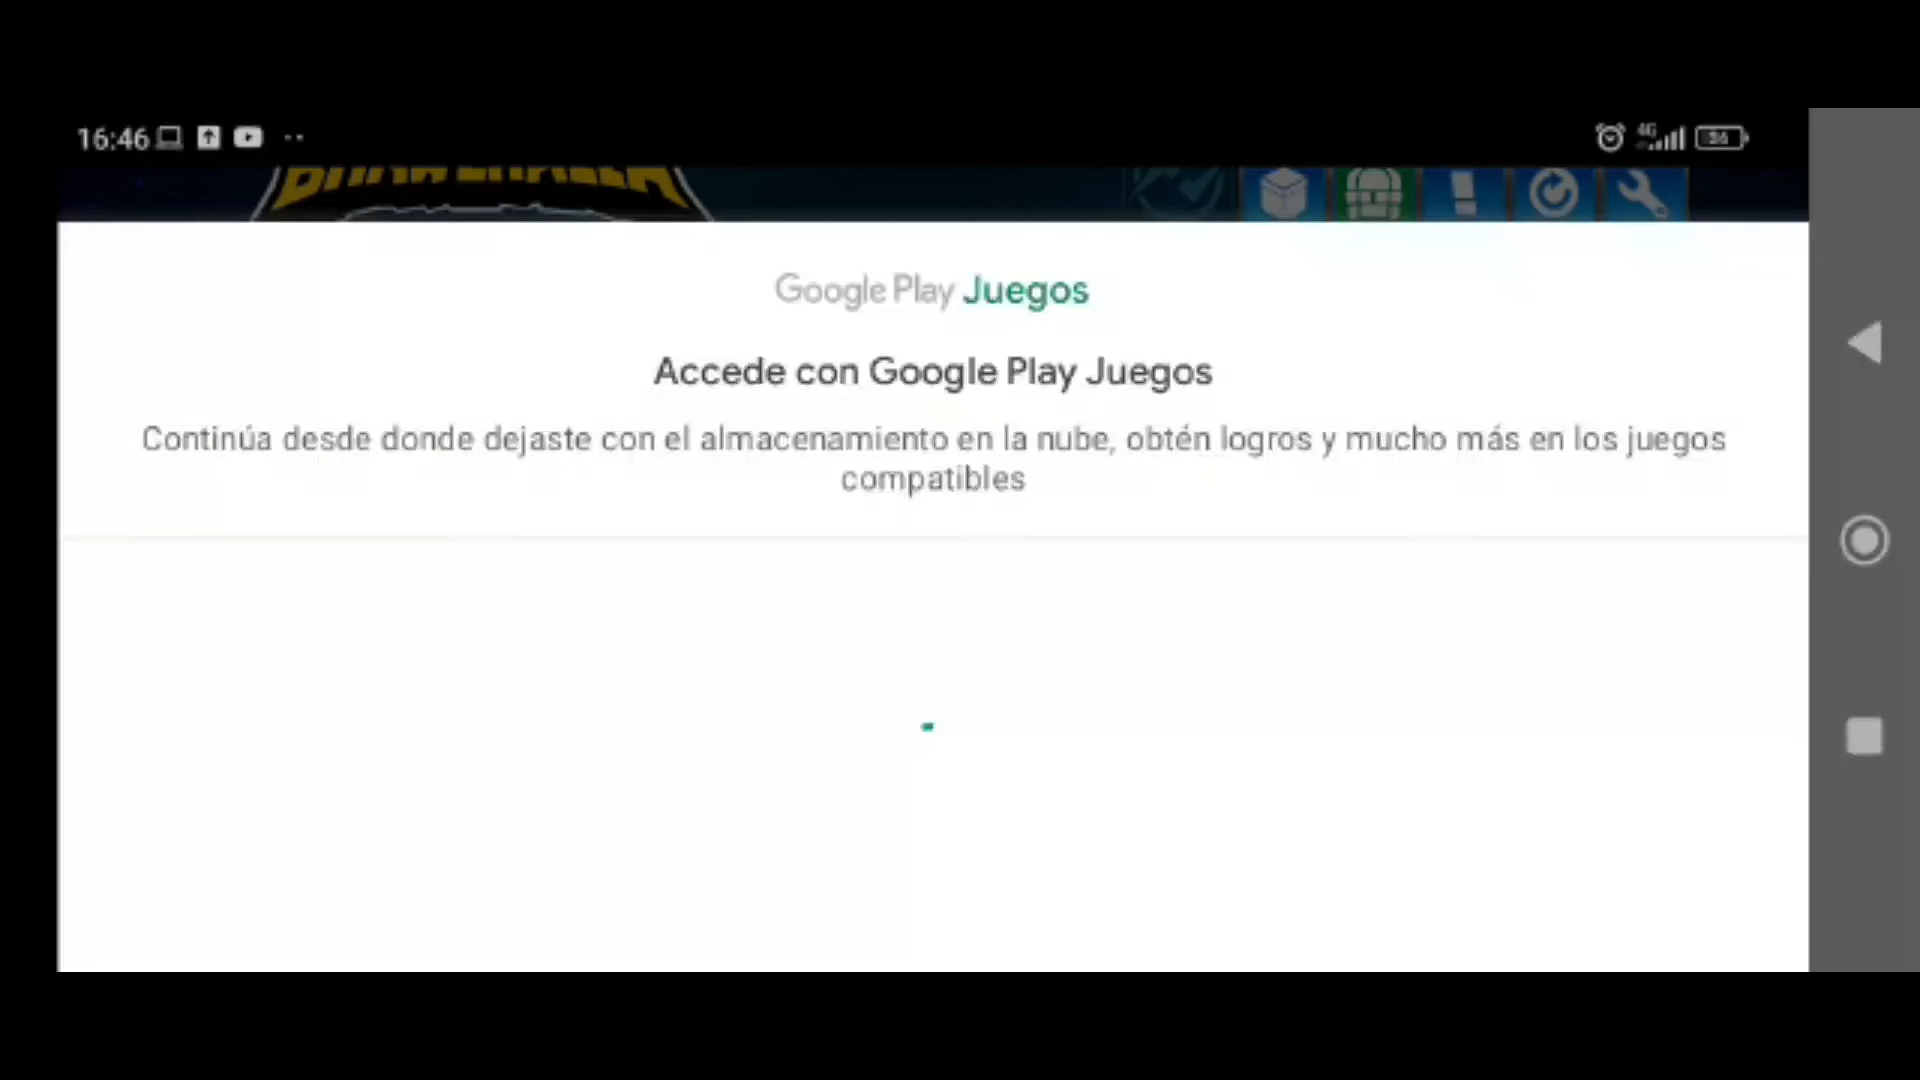 16:46
4G
Google Play Juegos
Accede con Google Play Juegos
Continúa desde donde dejaste con el almacenamiento en la nube, obtén logros y mucho más en los juegos
compatibles